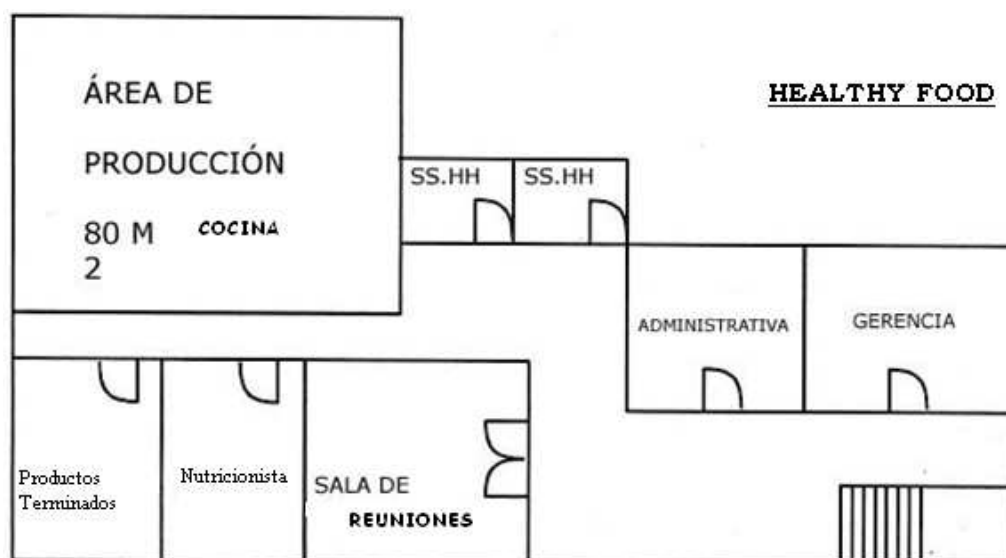 HEALTHY FOOD
ÁREA DE
PRODUCCIÓN
80 M COCINA
2
SS.HH SS.HH
ADMINISTRATIVA GERENCIA
Productos
Terminados
Nutricionista
SALA DE
REUNIONES